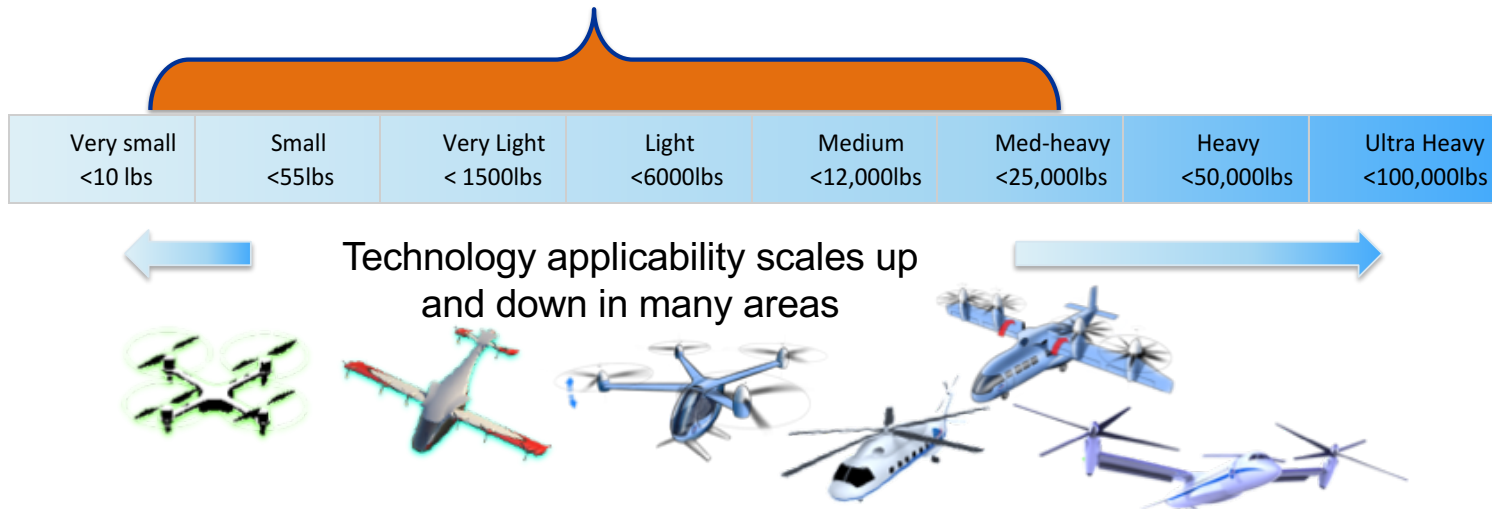 Very small
<10 lbs
Small
<55lbs
Very Light
< 1500lbs
Light
<6000lbs
Medium
<12,000lbs
Med-heavy
<25,000lbs
Heavy
<50,000lbs
Ultra Heavy
<100,000lbs
Technology applicability scales up
and down in many areas